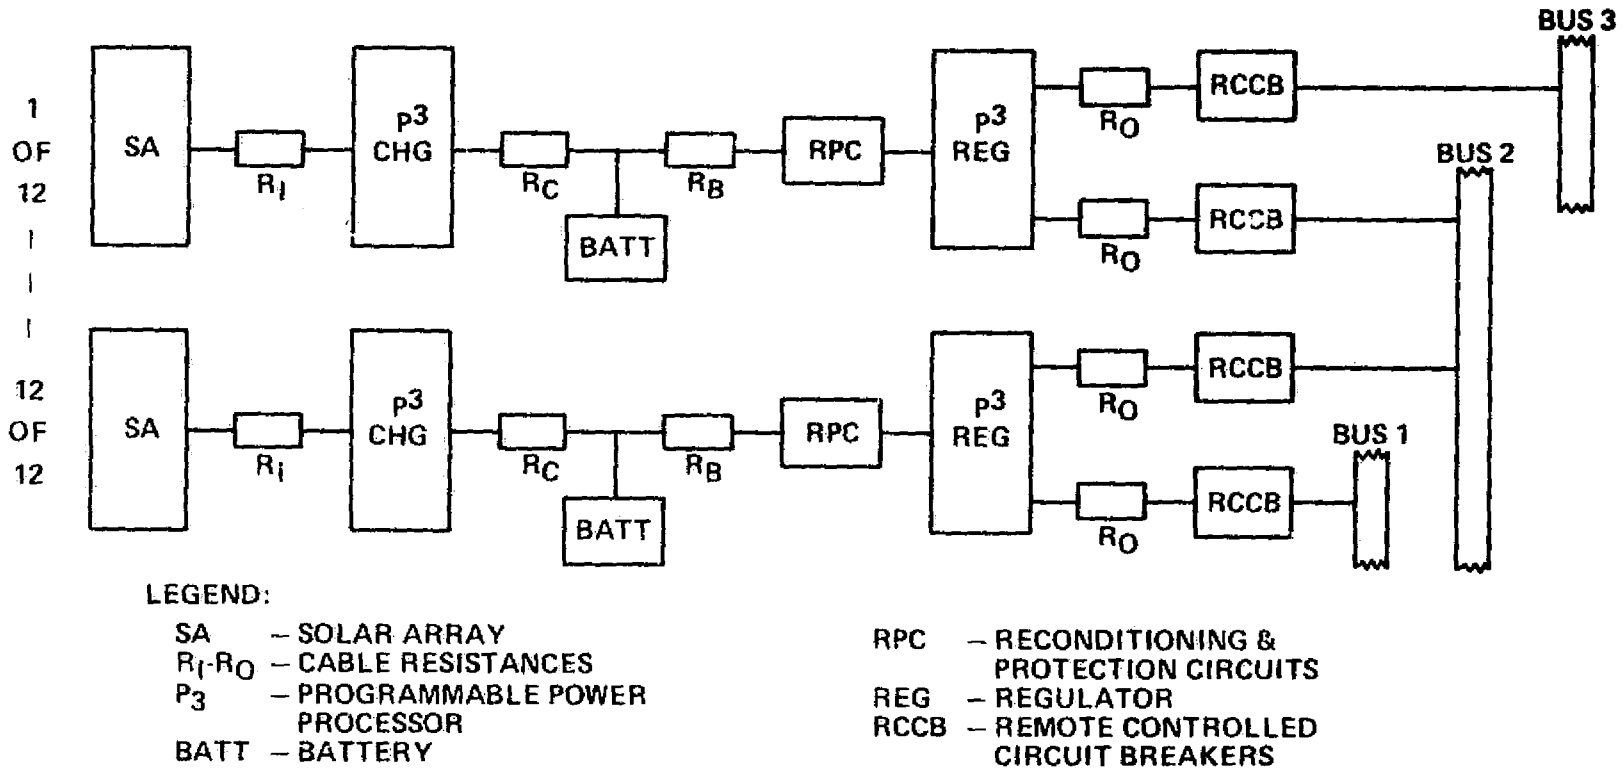 BUS 3
1
OF
12
SA
R_I
P³
CHG
R_C
BATT
R_B
RPC
P³
REG
R_O
RCCB
R_O
RCCB
BUS 2
12
OF
12
SA
R_i
P³
CHG
R_C
BATT
R_B
RPC
P³
REG
R_O
RCCB
R_O
RCCB
BUS 1
LEGEND:
SA – SOLAR ARRAY
R_I-R_O – CABLE RESISTANCES
P_3 – PROGRAMMABLE POWER
PROCESSOR
BATT – BATTERY
RPC – RECONDITIONING &
PROTECTION CIRCUITS
REG – REGULATOR
RCCB – REMOTE CONTROLLED
CIRCUIT BREAKERS